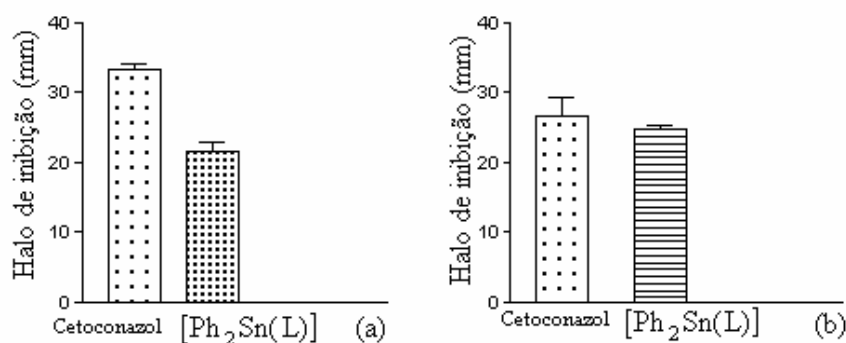 Halo de inibição (mm)
40
30
20
10
0
Cetoconazol [Ph₂Sn(L)] (a)
Halo de inibição (mm)
40
30
20
10
0
Cetoconazol [Ph₂Sn(L)] (b)